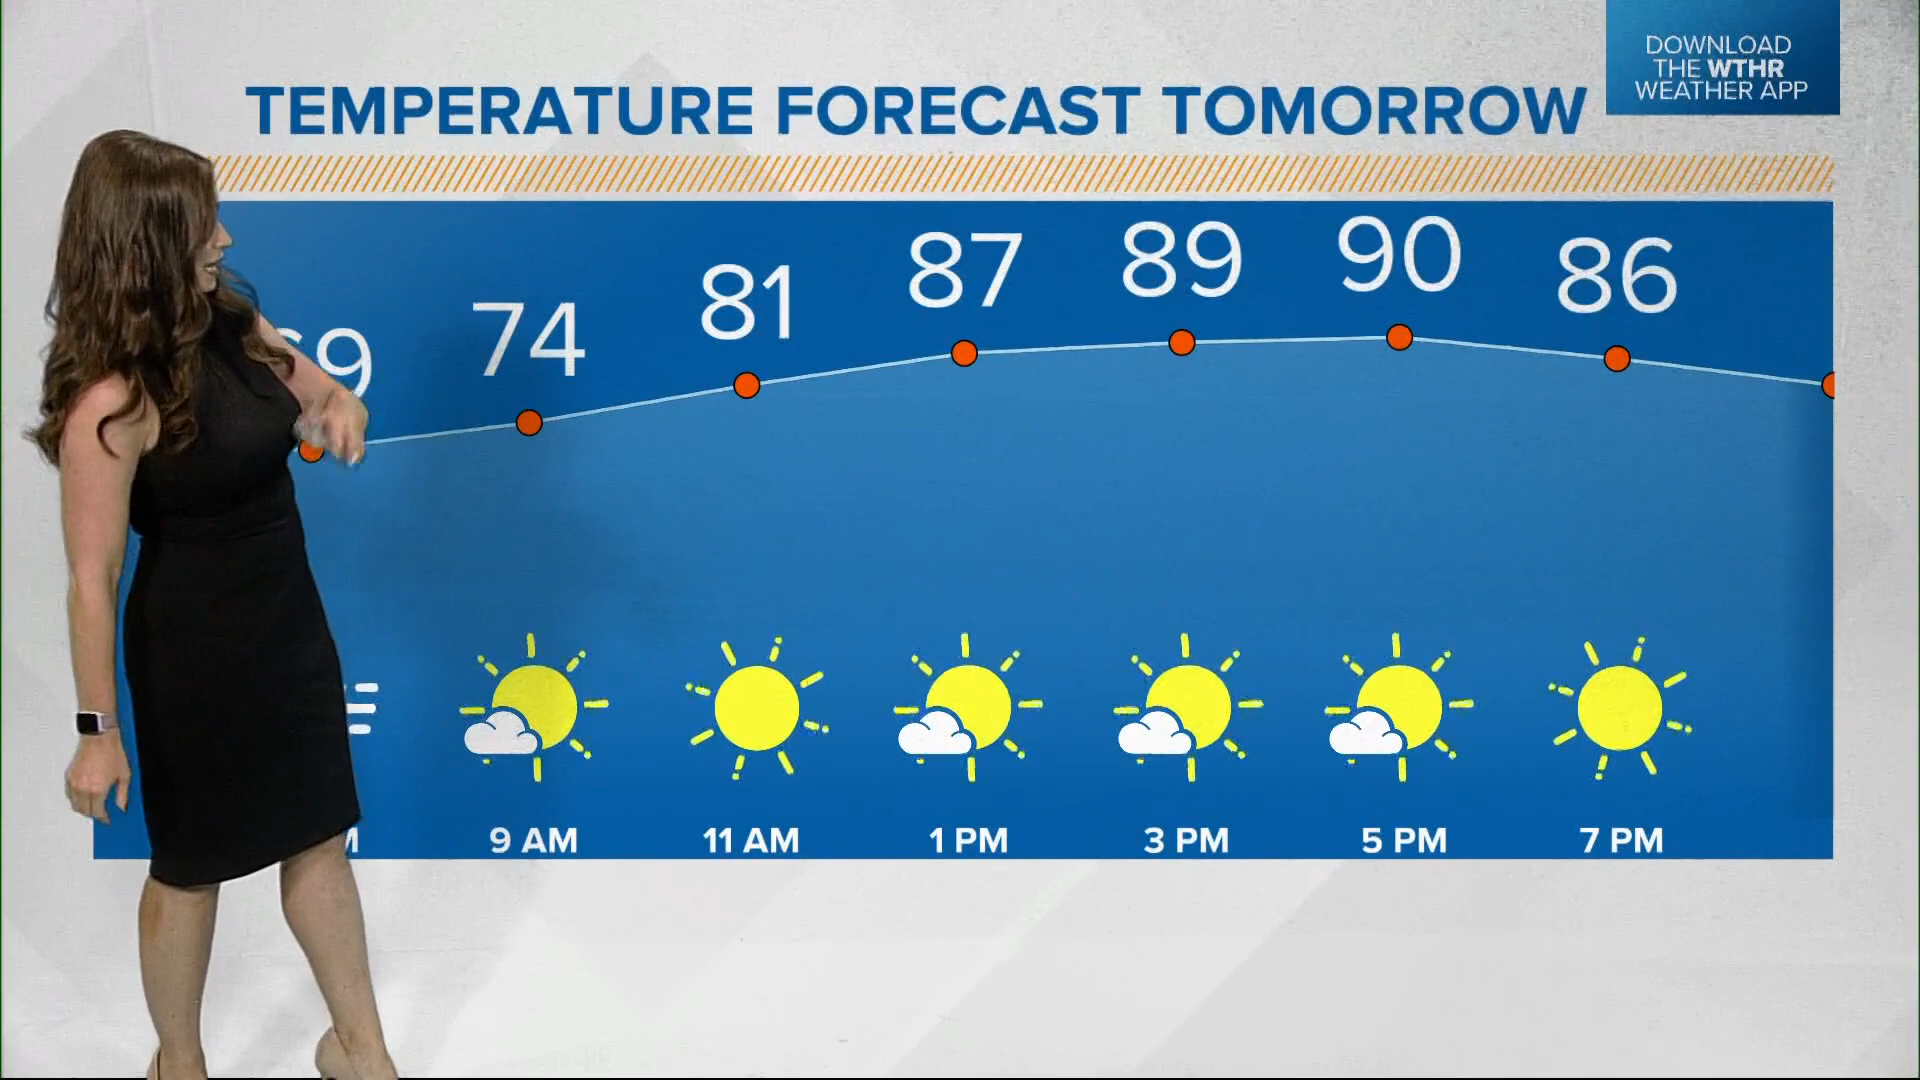 DOWNLOAD
THE WTHR
WEATHER APP
TEMPERATURE FORECAST TOMORROW
69 74 81 87 89 90 86
9 AM 11 AM 1 PM 3 PM 5 PM 7 PM